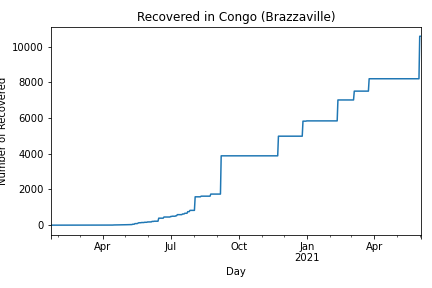 Recovered in Congo (Brazzaville)
Number of Recovered
10000
8000
6000
4000
2000
0
Apr
Jul
Oct
Jan
2021
Apr
Day